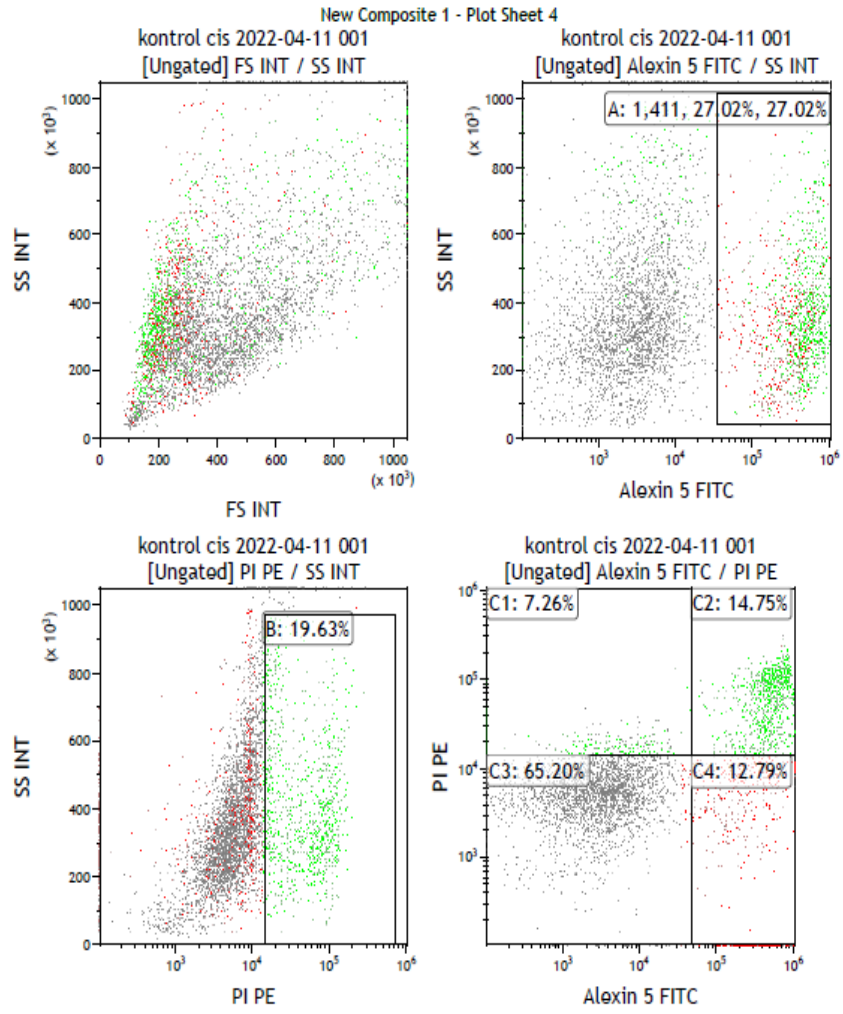 New Composite 1 - Plot Sheet 4
kontrol cis 2022-04-11 001
[Ungated] FS INT / SS INT
1000
(x 10³)
800
600
400
200
0
SS INT
0 200 400 600 800 1000
(x 10³)
FS INT
kontrol cis 2022-04-11 001
[Ungated] Alexin 5 FITC / SS INT
A: 1,411, 27.02%, 27.02%
1000
(x 10³)
800
600
400
200
0
SS INT
10³ 10⁴ 10⁵ 10⁶
Alexin 5 FITC
kontrol cis 2022-04-11 001
[Ungated] PI PE / SS INT
B: 19.63%
1000
(x 10³)
800
600
400
200
0
SS INT
10³ 10⁴ 10⁵ 10⁶
PI PE
kontrol cis 2022-04-11 001
[Ungated] Alexin 5 FITC / PI PE
C1: 7.26% C2: 14.75%
C3: 65.20% C4: 12.79%
10⁶
10⁵
10⁴
10³
PI PE
10³ 10⁴ 10⁵ 10⁶
Alexin 5 FITC